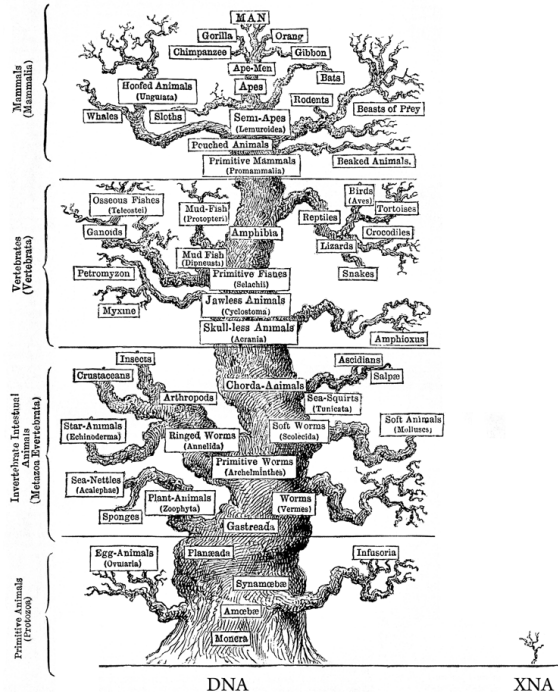 MAN
Gorilla
Orang
Chimpanzee
Gibbon
Ape-Men
Bats
Apes
Hoofed Animals
(Ungulata)
Rodents
Beasts of Prey
Whales
Sloths
Semi-Apes
(Lemuroidea)
Pouched Animals
Primitive Mammals
(Promammalia)
Beaked Animals.
Mammals
(Mammalia)
Osseous Fishes
(Teleostei)
Mud-Fish
(Protopteri)
Birds
(Aves)
Tortoises
Reptiles
Ganoids
Amphibia
Crocodiles
Lizards
Mud Fish
(Dipneusti)
Petromyzon
Primitive Fishes
(Selachii)
Snakes
Jawless Animals
(Cyclostoma)
Myxine
Skull-less Animals
(Acrania)
Amphioxus
Vertebrates
(Vertebrata)
Insects
Ascidians
Crustaceans
Salpæ
Chorda-Animals
Arthropods
Sea-Squirts
(Tunicata)
Soft Animals
(Mollusca)
Star-Animals
(Echinoderma)
Ringed Worms
(Annelida)
Soft Worms
(Scolecida)
Primitive Worms
(Archelminthes)
Sea-Nettles
(Acalephae)
Plant-Animals
(Zoophyta)
Worms
(Vermes)
Sponges
Gastreada
Invertebrate Intestinal
Animals
(Metazoa Evertebrata)
Egg-Animals
(Ovularia)
Planæada
Infusoria
Synamœbæ
Amœbæ
Monera
Primitive Animals
(Protozoa)
DNA
XNA